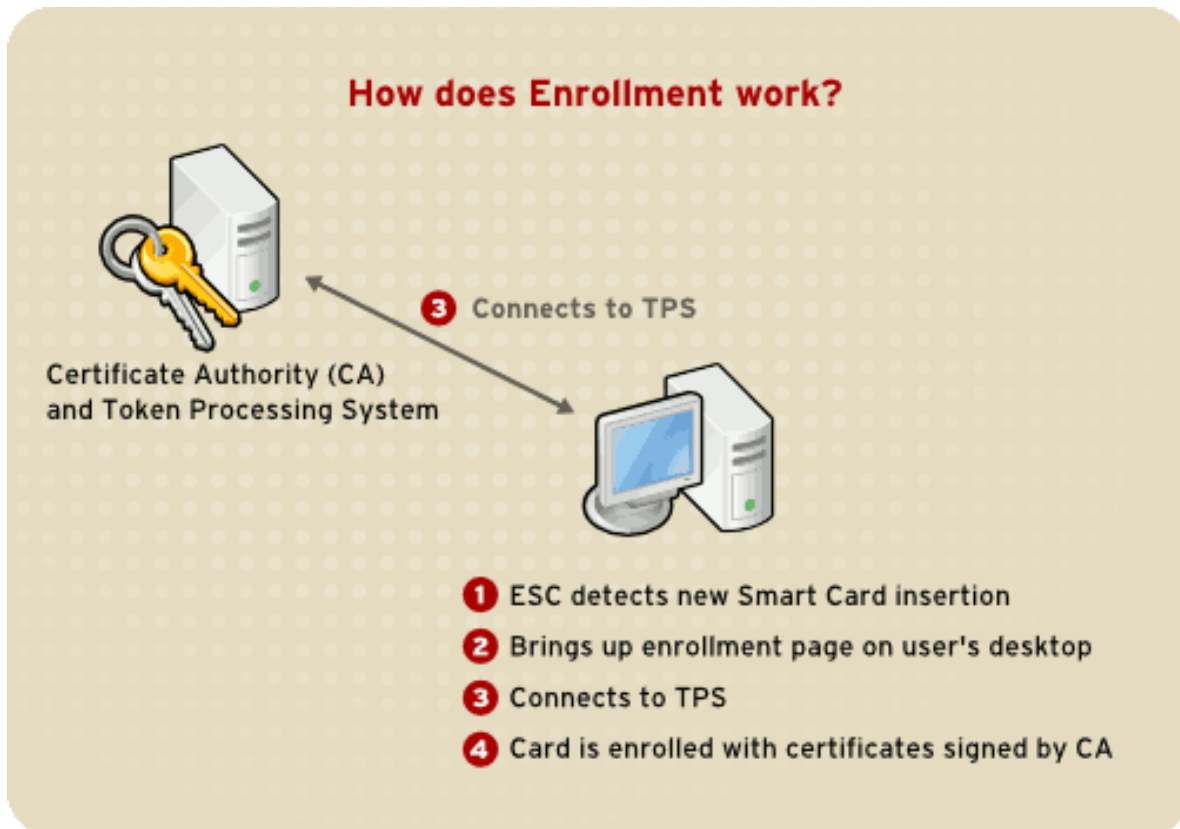 How does Enrollment work?
3 Connects to TPS
Certificate Authority (CA)
and Token Processing System
1 ESC detects new Smart Card insertion
2 Brings up enrollment page on user's desktop
3 Connects to TPS
4 Card is enrolled with certificates signed by CA